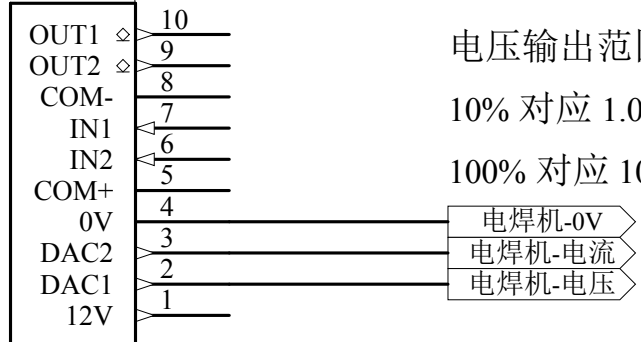 OUT1 10
OUT2 9
COM- 8
IN1 7
IN2 6
COM+ 5
0V 4
DAC2 3
DAC1 2
12V 1
电压输出范
10% 对应 1.0
100% 对应 10
电焊机-0V
电焊机-电流
电焊机-电压